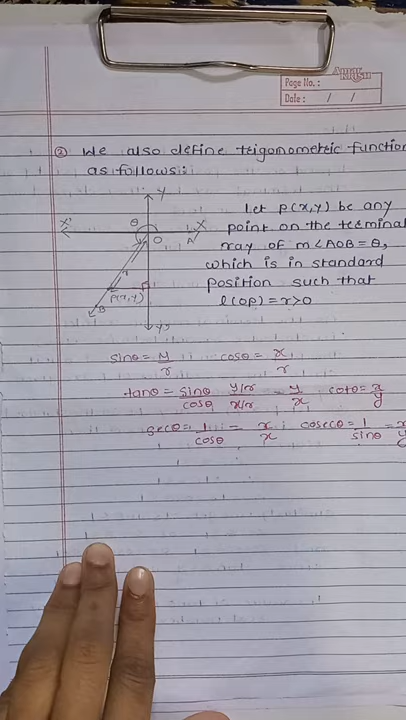 Page No. :
Date : / /
② We also define trigonometric function
as follows:
Y
X' θ X
O A
r
P(x,y)
B
Y'
let P(x,y) be any
point on the terminal
ray of m∠AOB = θ,
which is in standard
position such that
l(OP) = r > 0
sinθ = y/r ; cosθ = x/r
tanθ = sinθ/cosθ = (y/r)/(x/r) = y/x cotθ = x/y
secθ = 1/cosθ =
; cosecθ = 1/sinθ =